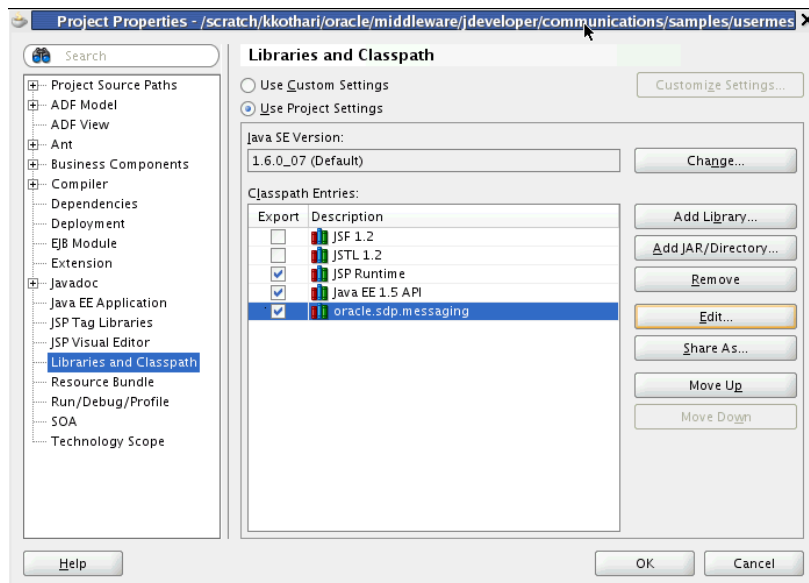 Project Properties - /scratch/kkothari/oracle/middleware/jdeveloper/communications/samples/usermes
Search
Project Source Paths
ADF Model
ADF View
Ant
Business Components
Compiler
Dependencies
Deployment
EJB Module
Extension
Javadoc
Java EE Application
JSP Tag Libraries
JSP Visual Editor
Libraries and Classpath
Resource Bundle
Run/Debug/Profile
SOA
Technology Scope
Libraries and Classpath
Use Custom Settings
Customize Settings...
Use Project Settings
Java SE Version:
1.6.0_07 (Default)
Change...
Classpath Entries:
Export Description
JSF 1.2
JSTL 1.2
JSP Runtime
Java EE 1.5 API
oracle.sdp.messaging
Add Library...
Add JAR/Directory...
Remove
Edit...
Share As...
Move Up
Move Down
Help
OK
Cancel